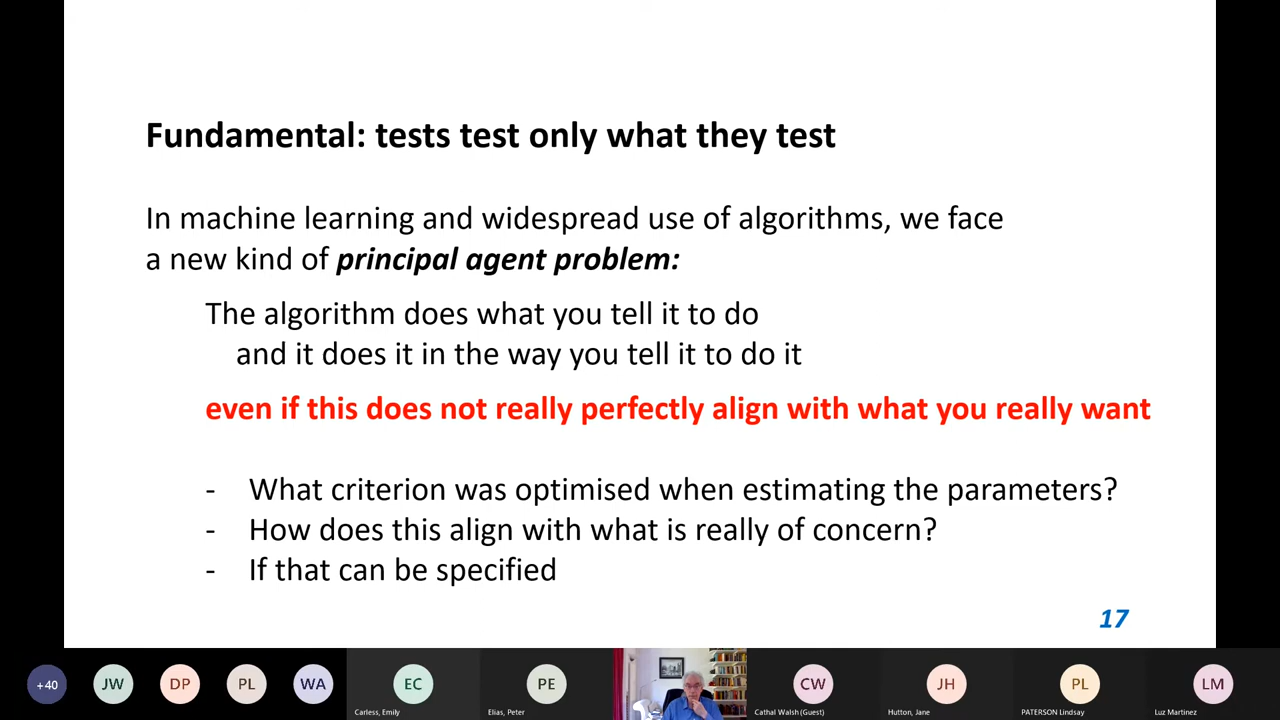 Fundamental: tests test only what they test
In machine learning and widespread use of algorithms, we face
a new kind of principal agent problem:
The algorithm does what you tell it to do
and it does it in the way you tell it to do it
even if this does not really perfectly align with what you really want
- What criterion was optimised when estimating the parameters?
- How does this align with what is really of concern?
- If that can be specified
17
+40
JW
DP
PL
WA
EC
Carless, Emily
PE
Elias, Peter
CW
Cathal Walsh (Guest)
JH
Hutton, Jane
PL
PATERSON Lindsay
LM
Luz Martinez